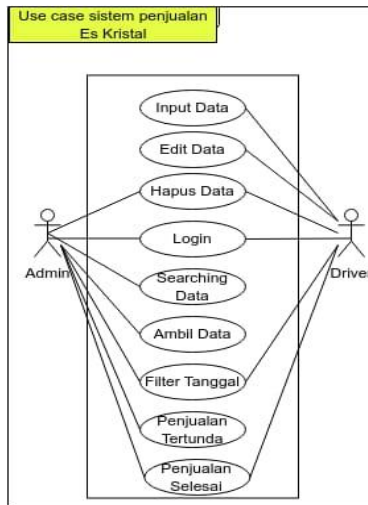 Use case sistem penjualan
Es Kristal
Input Data
Edit Data
Hapus Data
Login
Admin
Driver
Searching
Data
Ambil Data
Filter Tanggal
Penjualan
Tertunda
Penjualan
Selesai